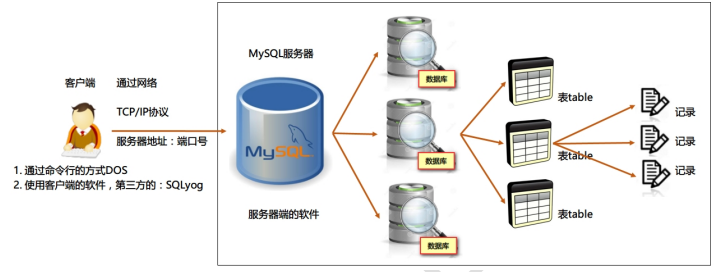 客户端
通过网络
TCP/IP协议
服务器地址：端口号
1. 通过命令行的方式DOS
2. 使用客户端的软件，第三方的：SQLyog
MySQL服务器
MySQL
服务器端的软件
数据库
数据库
数据库
表table
表table
表table
记录
记录
记录